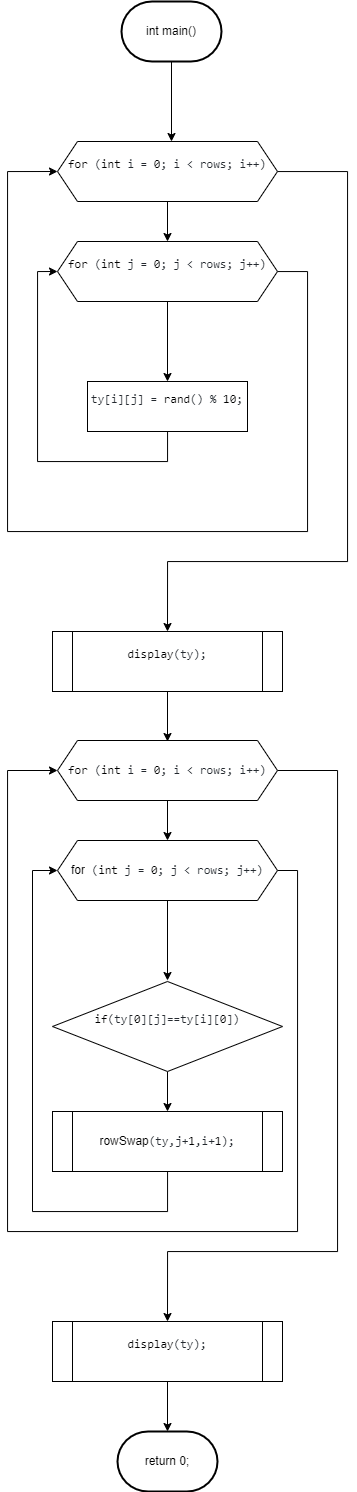 int main()
for (int i = 0; i < rows; i++)
for (int j = 0; j < rows; j++)
ty[i][j] = rand() % 10;
display(ty);
for (int i = 0; i < rows; i++)
for (int j = 0; j < rows; j++)
if(ty[0][j]==ty[i][0])
rowSwap(ty,j+1,i+1);
display(ty);
return 0;